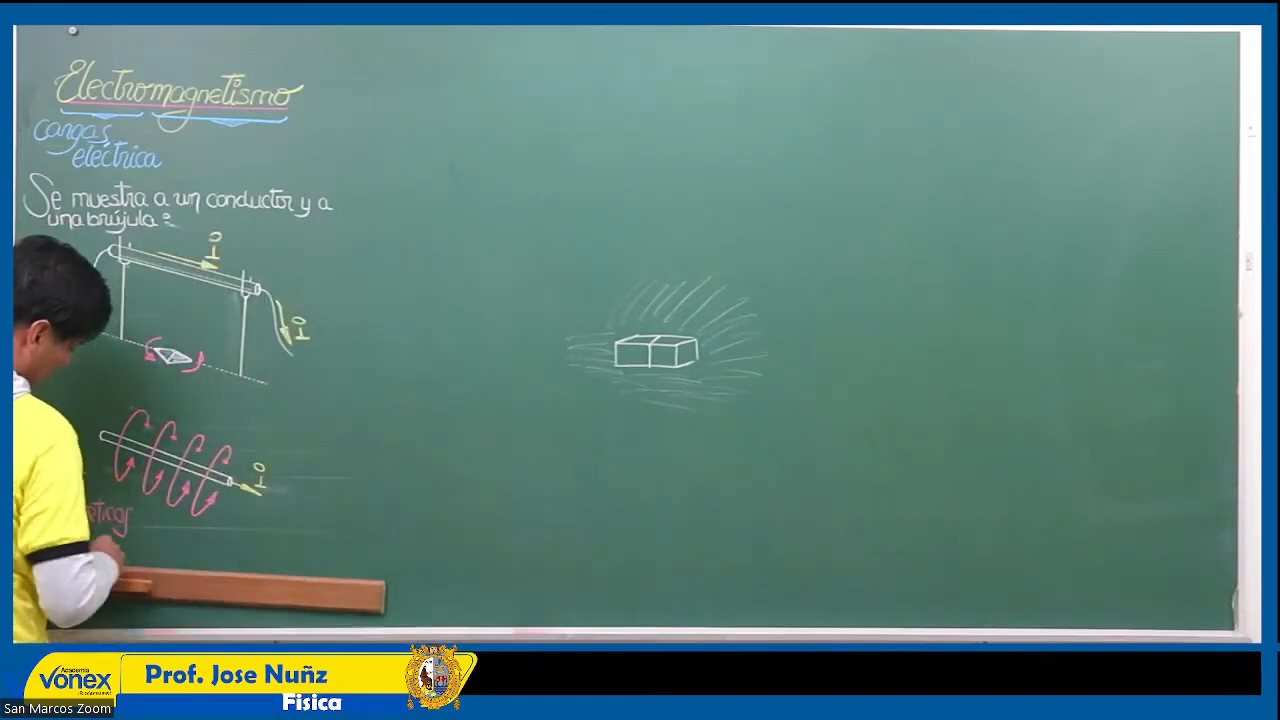 Electromagnetismo
cargas
eléctrica
Se muestra a un conductor y a
una brújula:
I
I
I
Academia
vonex
Prof. Jose Nuñz
Fisica
San Marcos Zoom